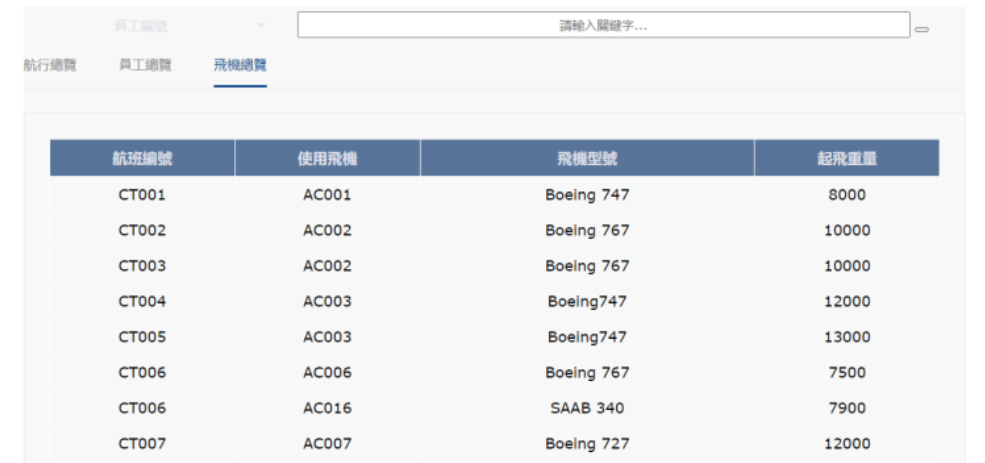 員工編號 請輸入關鍵字...
航行總覽 員工總覽 飛機總覽
航班編號 使用飛機 飛機型號 起飛重量
CT001 AC001 Boeing 747 8000
CT002 AC002 Boeing 767 10000
CT003 AC002 Boeing 767 10000
CT004 AC003 Boeing747 12000
CT005 AC003 Boeing747 13000
CT006 AC006 Boeing 767 7500
CT006 AC016 SAAB 340 7900
CT007 AC007 Boeing 727 12000